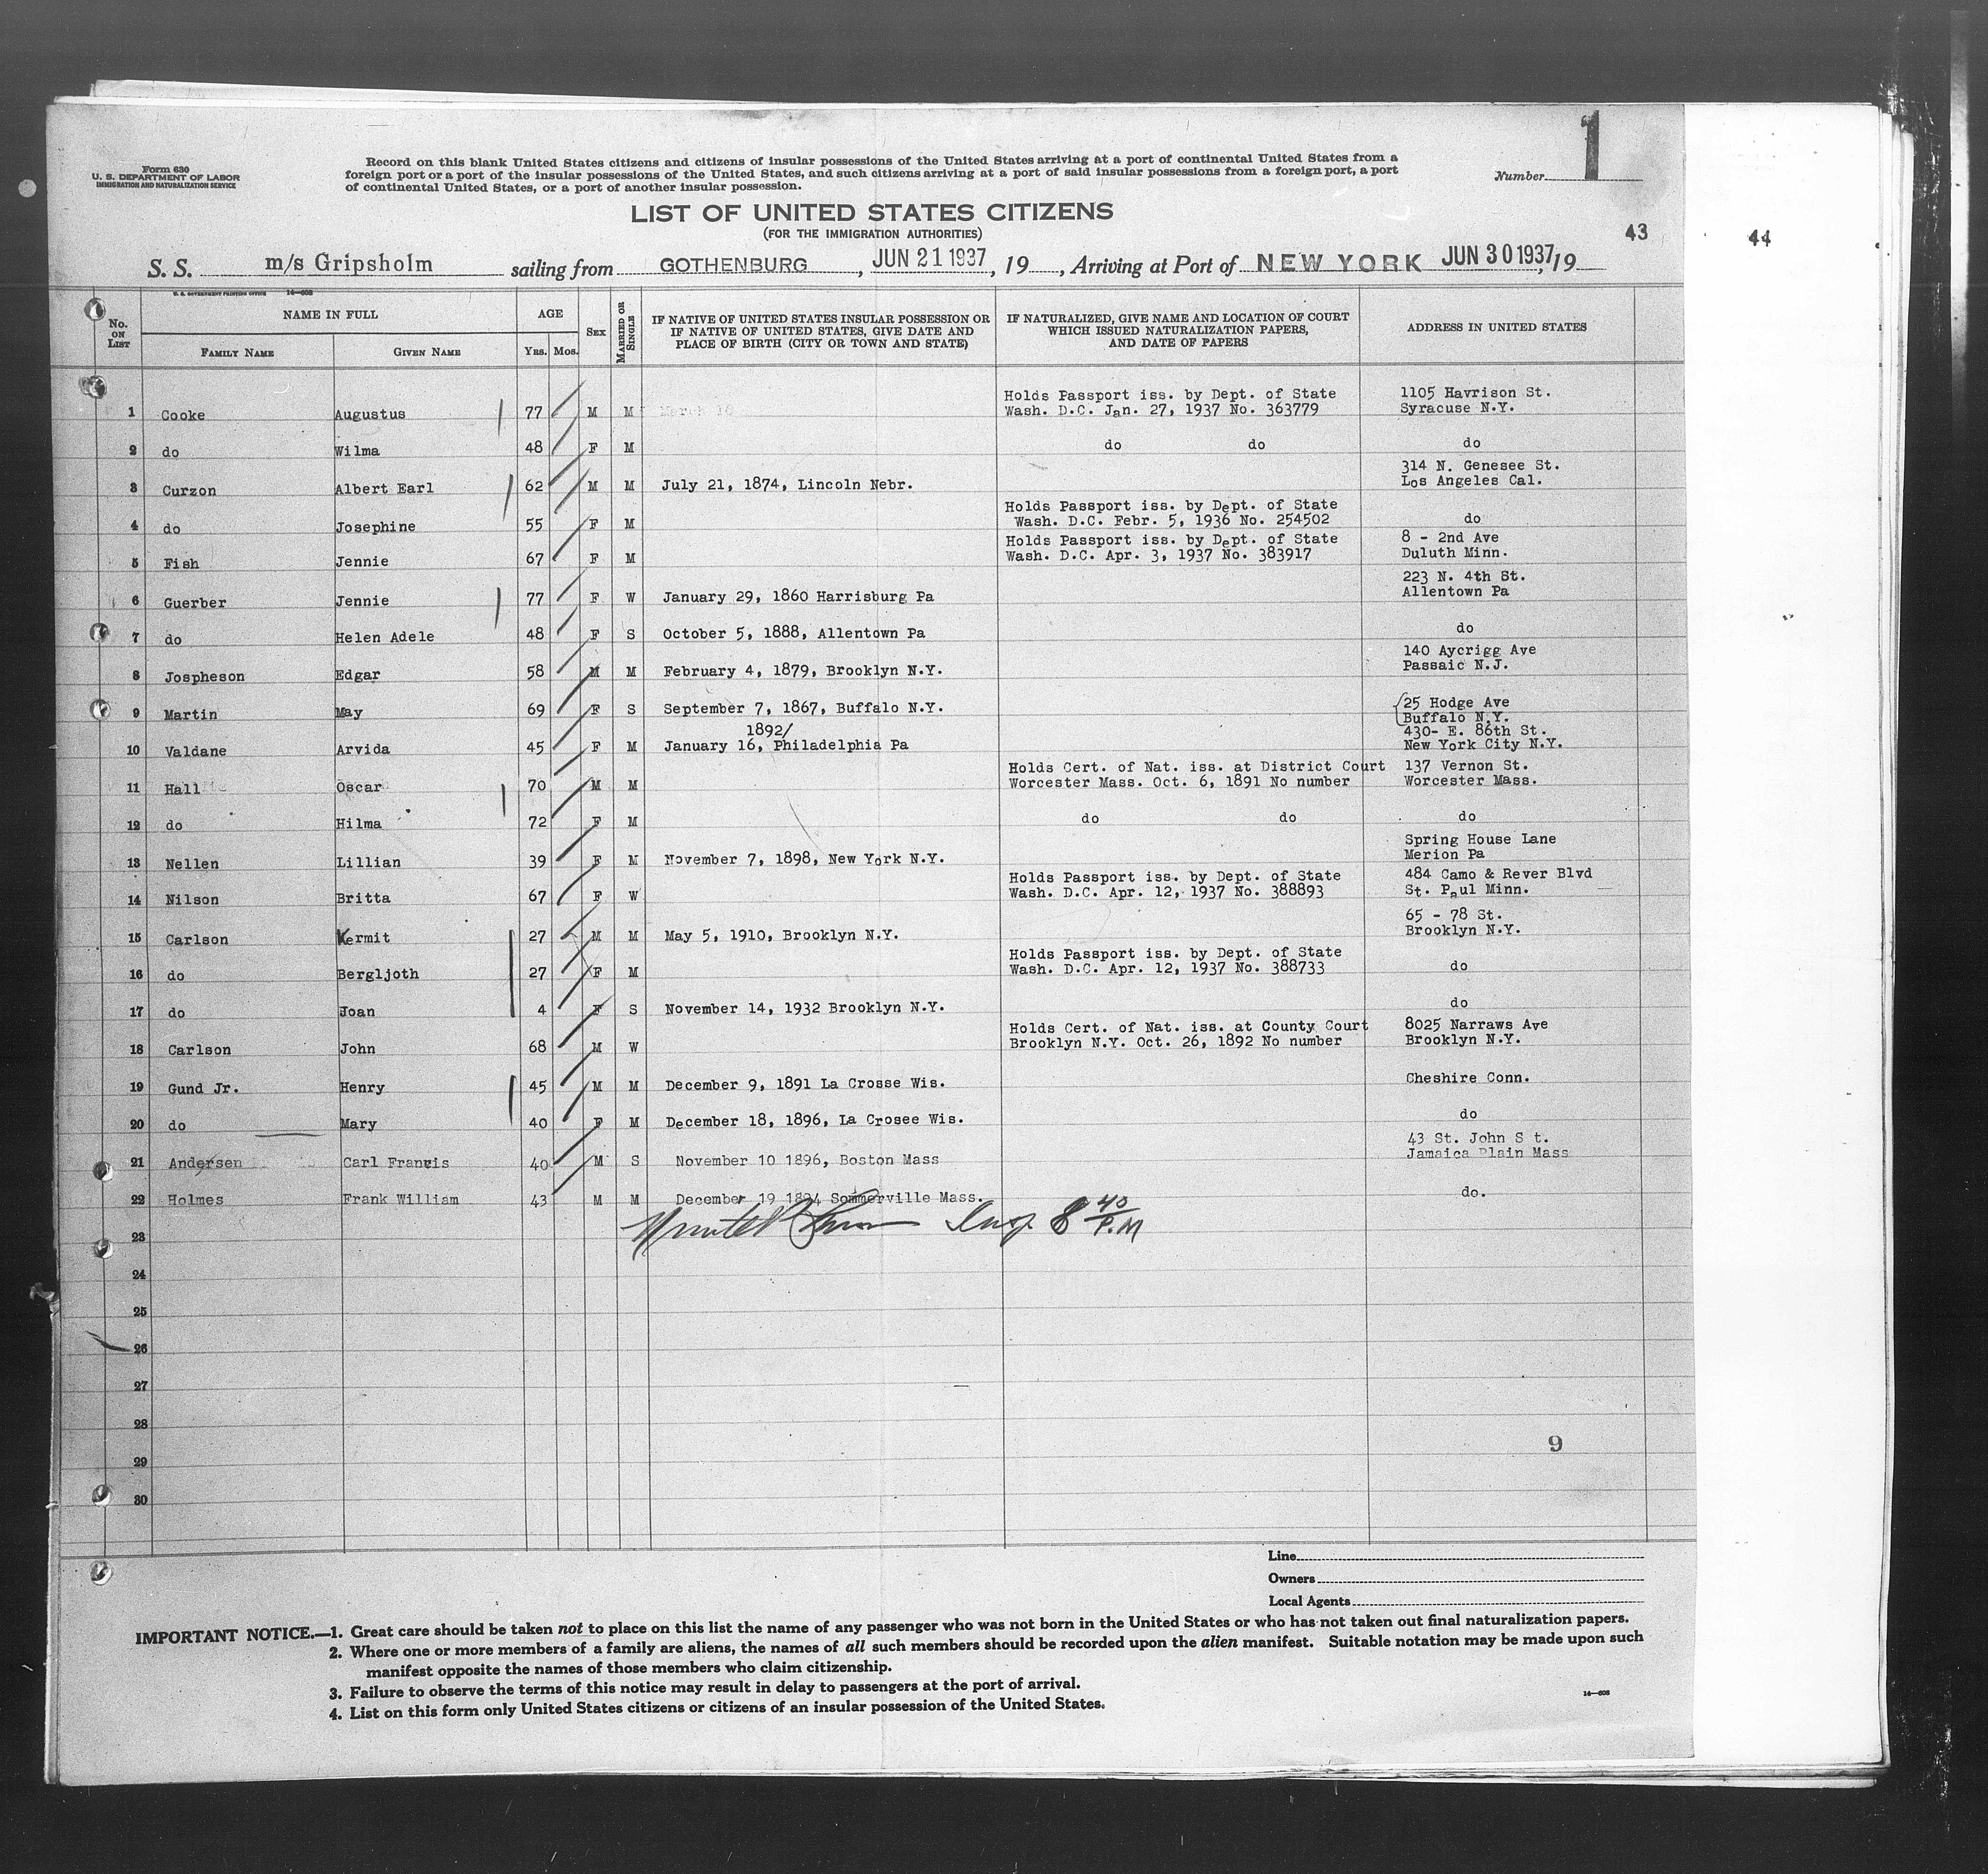 Form 630
U. S. DEPARTMENT OF LABOR
IMMIGRATION AND NATURALIZATION SERVICE
Record on this blank United States citizens and citizens of insular possessions of the United States arriving at a port of continental United States from a
foreign port or a port of the insular possessions of the United States, and such citizens arriving at a port of said insular possessions from a foreign port, a port
of continental United States, or a port of another insular possession.
Number 1
LIST OF UNITED STATES CITIZENS
(FOR THE IMMIGRATION AUTHORITIES)
43
44
S. S. m/s Gripsholm sailing from GOTHENBURG, JUN 21 1937, 19, Arriving at Port of NEW YORK JUN 30 1937, 19
U. S. GOVERNMENT PRINTING OFFICE 14—608
No. ON LIST
NAME IN FULL
FAMILY NAME GIVEN NAME
AGE
Yrs. Mos.
SEX
MARRIED OR SINGLE
IF NATIVE OF UNITED STATES INSULAR POSSESSION OR
IF NATIVE OF UNITED STATES, GIVE DATE AND
PLACE OF BIRTH (CITY OR TOWN AND STATE)
IF NATURALIZED, GIVE NAME AND LOCATION OF COURT
WHICH ISSUED NATURALIZATION PAPERS,
AND DATE OF PAPERS
ADDRESS IN UNITED STATES
Holds Passport iss. by Dept. of State 1105 Havrison St.
1 Cooke Augustus 77 M M March 16 Wash. D.C. Jan. 27, 1937 No. 363779 Syracuse N.Y.
2 do Wilma 48 F M do do do
314 N. Genesee St.
3 Curzon Albert Earl 62 M M July 21, 1874, Lincoln Nebr. Los Angeles Cal.
Holds Passport iss. by Dept. of State
4 do Josephine 55 F M Wash. D.C. Febr. 5, 1936 No. 254502 do
Holds Passport iss. by Dept. of State 8 - 2nd Ave
5 Fish Jennie 67 F M Wash. D.C. Apr. 3, 1937 No. 383917 Duluth Minn.
223 N. 4th St.
6 Guerber Jennie 77 F W January 29, 1860 Harrisburg Pa Allentown Pa
7 do Helen Adele 48 F S October 5, 1888, Allentown Pa do
140 Aycrigg Ave
8 Jospheson Edgar 58 M M February 4, 1879, Brooklyn N.Y. Passaic N.J.
25 Hodge Ave
9 Martin May 69 F S September 7, 1867, Buffalo N.Y. Buffalo N.Y.
1892/ 430- E. 86th St.
10 Valdane Arvida 45 F M January 16, Philadelphia Pa New York City N.Y.
Holds Cert. of Nat. iss. at District Court 137 Vernon St.
11 Hall Oscar 70 M M Worcester Mass. Oct. 6, 1891 No number Worcester Mass.
12 do Hilma 72 F M do do do
Spring House Lane
13 Nellen Lillian 39 F M November 7, 1898, New York N.Y. Merion Pa
Holds Passport iss. by Dept. of State 484 Camo & Rever Blvd
14 Nilson Britta 67 F W Wash. D.C. Apr. 12, 1937 No. 388893 St. Paul Minn.
65 - 78 St.
15 Carlson Kermit 27 M M May 5, 1910, Brooklyn N.Y. Brooklyn N.Y.
Holds Passport iss. by Dept. of State
16 do Bergljoth 27 F M Wash. D.C. Apr. 12, 1937 No. 388733 do
17 do Joan 4 F S November 14, 1932 Brooklyn N.Y. do
Holds Cert. of Nat. iss. at County Court 8025 Narraws Ave
18 Carlson John 68 M W Brooklyn N.Y. Oct. 26, 1892 No number Brooklyn N.Y.
19 Gund Jr. Henry 45 M M December 9, 1891 La Crosse Wis. Cheshire Conn.
20 do Mary 40 F M December 18, 1896, La Crosee Wis. do
43 St. John S t.
21 Andersen Carl Francis 40 M S November 10 1896, Boston Mass Jamaica Plain Mass
22 Holmes Frank William 43 M M December 19 1894 Sommerville Mass. do.
8 40 P.M
23
24
25
26
27
28
9
29
30
Line
Owners
Local Agents
IMPORTANT NOTICE.—1. Great care should be taken not to place on this list the name of any passenger who was not born in the United States or who has not taken out final naturalization papers.
2. Where one or more members of a family are aliens, the names of all such members should be recorded upon the alien manifest. Suitable notation may be made upon such
manifest opposite the names of those members who claim citizenship.
3. Failure to observe the terms of this notice may result in delay to passengers at the port of arrival.
4. List on this form only United States citizens or citizens of an insular possession of the United States.
14—608